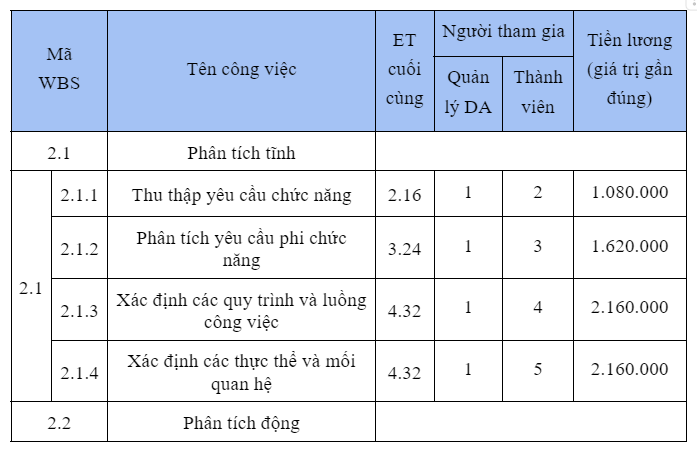 Mã
WBS
Tên công việc
ET
cuối
cùng
Người tham gia
Quản
lý DA
Thành
viên
Tiền lương
(giá trị gần
đúng)
2.1
Phân tích tĩnh
2.1
2.1.1
Thu thập yêu cầu chức năng
2.16
1
2
1.080.000
2.1.2
Phân tích yêu cầu phi chức
năng
3.24
1
3
1.620.000
2.1.3
Xác định các quy trình và luồng
công việc
4.32
1
4
2.160.000
2.1.4
Xác định các thực thể và mối
quan hệ
4.32
1
5
2.160.000
2.2
Phân tích động